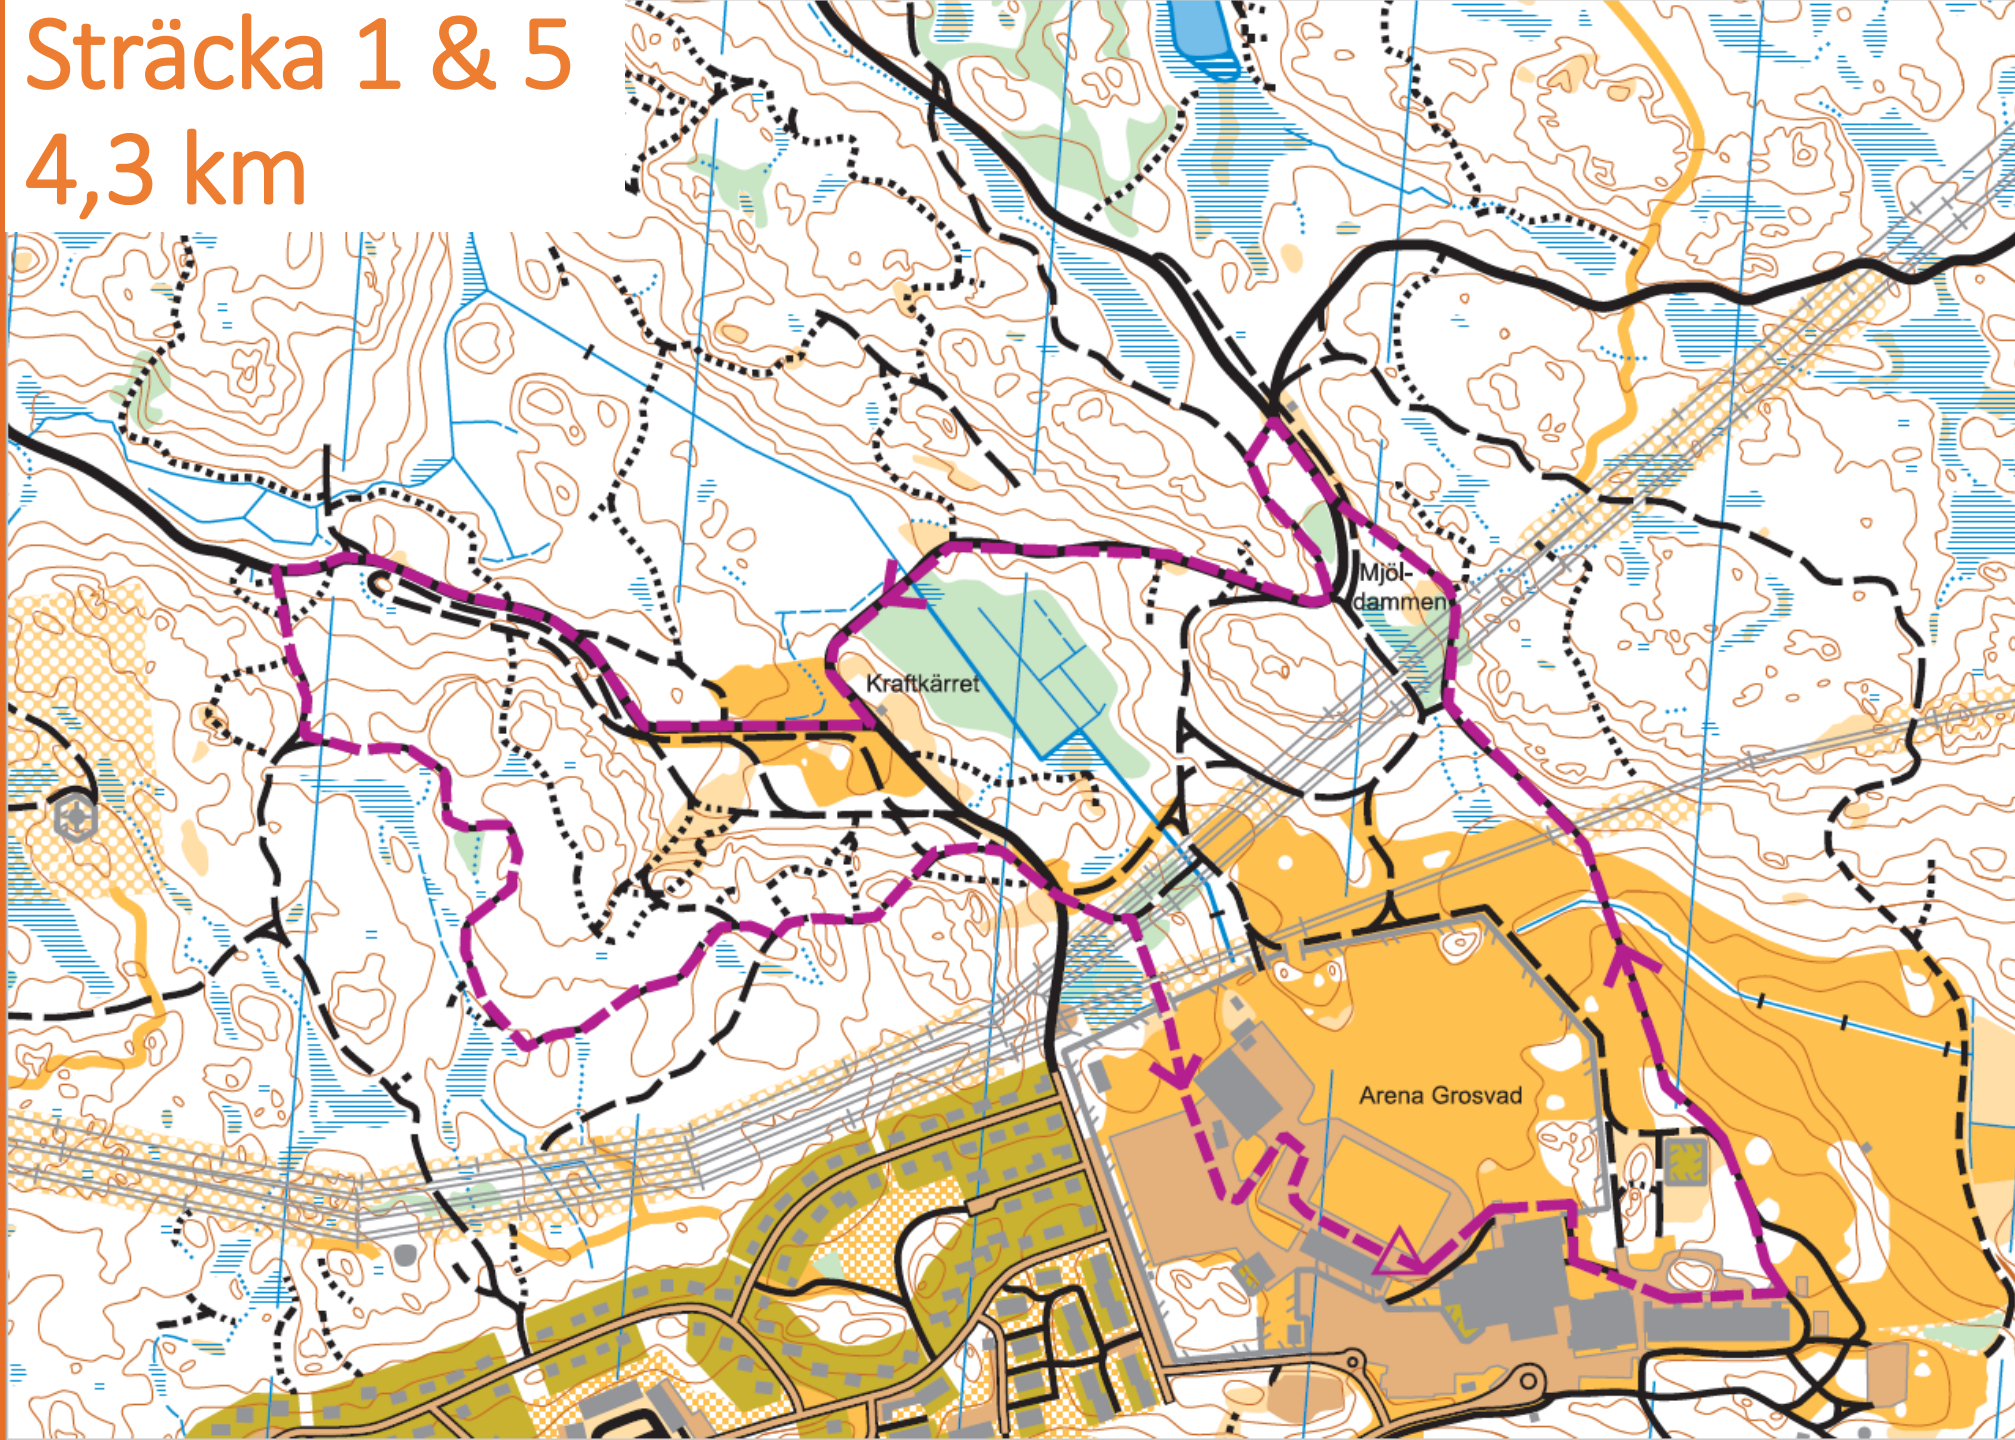 Sträcka 1 & 5
4,3 km
Mjöl-
dammen
Kraftkärret
Arena Grosvad